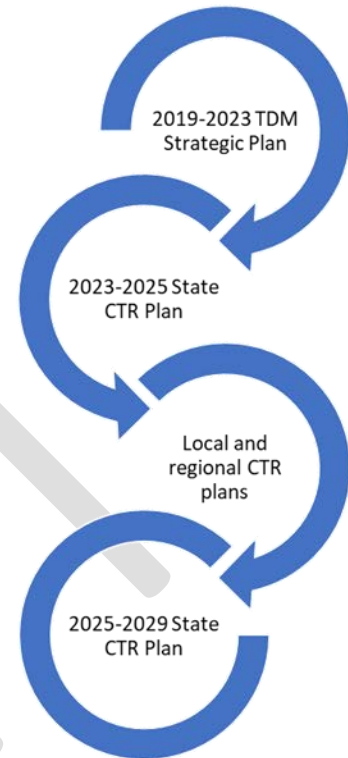 2019-2023 TDM
Strategic Plan
2023-2025 State
CTR Plan
Local and
regional CTR
plans
2025-2029 State
CTR Plan